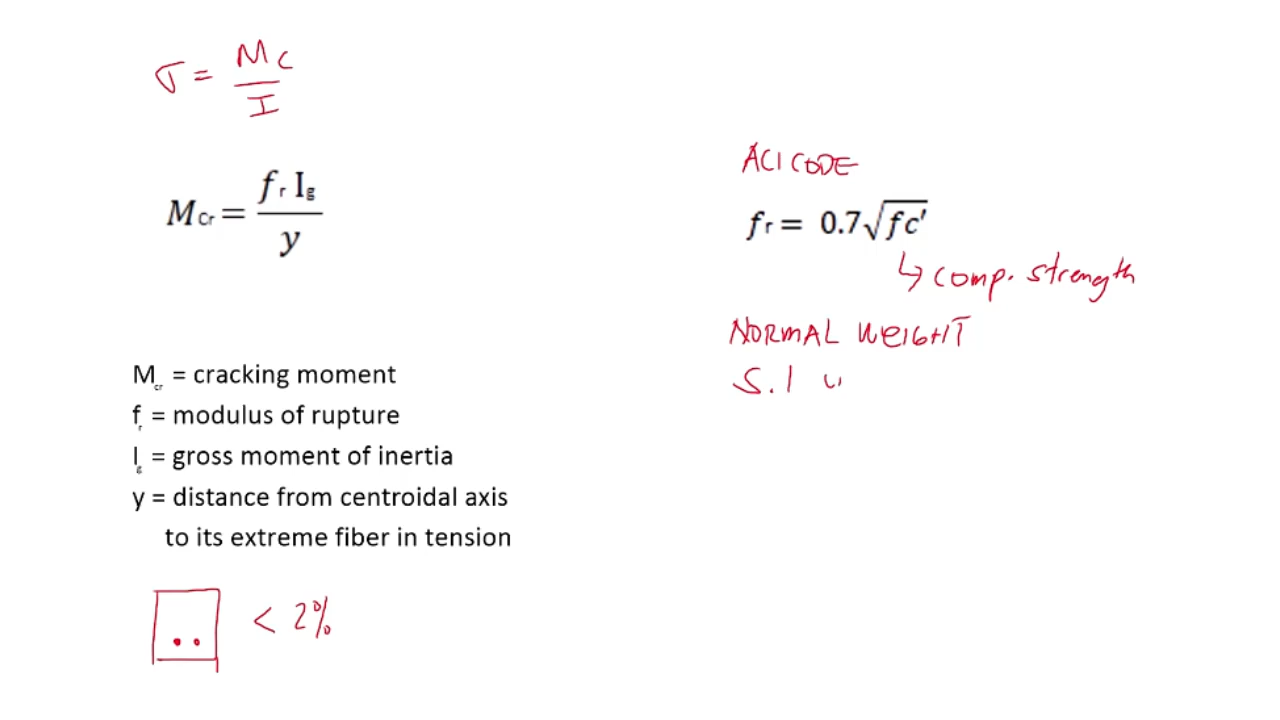 σ = Mc / I
Mcr = fr Ig / y
Mcr = cracking moment
fr = modulus of rupture
Ig = gross moment of inertia
y = distance from centroidal axis
to its extreme fiber in tension
< 2%
ACI CODE
fr = 0.7√fc'
↳ comp. strength
NORMAL WEIGHT
S.I